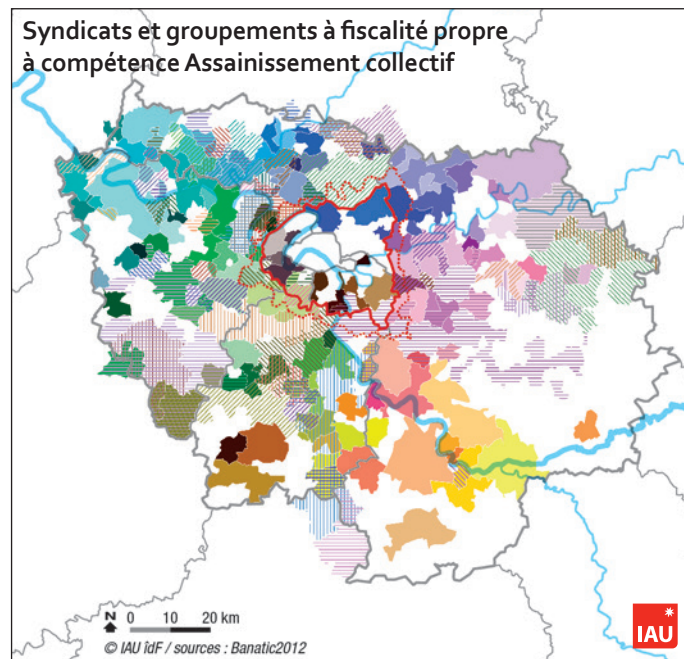 Syndicats et groupements à fiscalité propre
à compétence Assainissement collectif
N 0 10 20 km
© IAU îdF / sources : Banatic2012
IAU